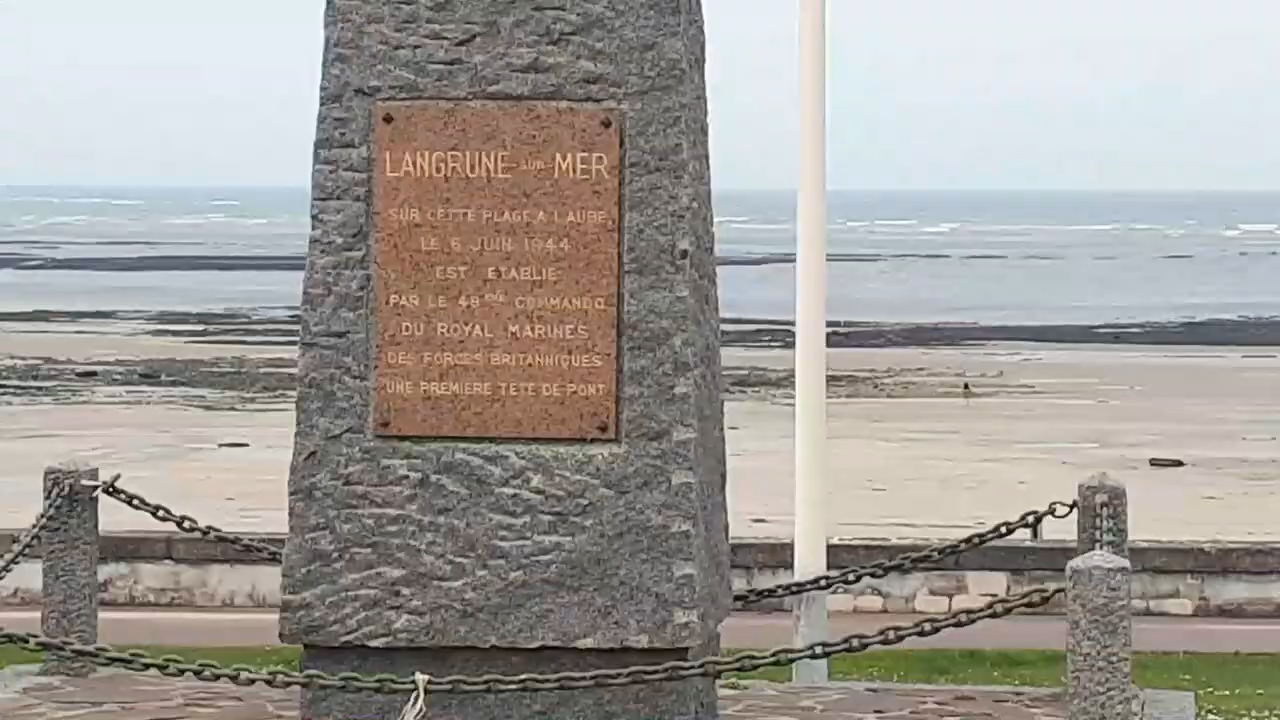 LANGRUNE-SUR-MER
SUR CETTE PLAGE A L'AUBE
LE 6 JUIN 1944
EST ETABLIE
PAR LE 48me COMMANDO
DU ROYAL MARINES
DES FORCES BRITANNIQUES
UNE PREMIERE TETE DE PONT